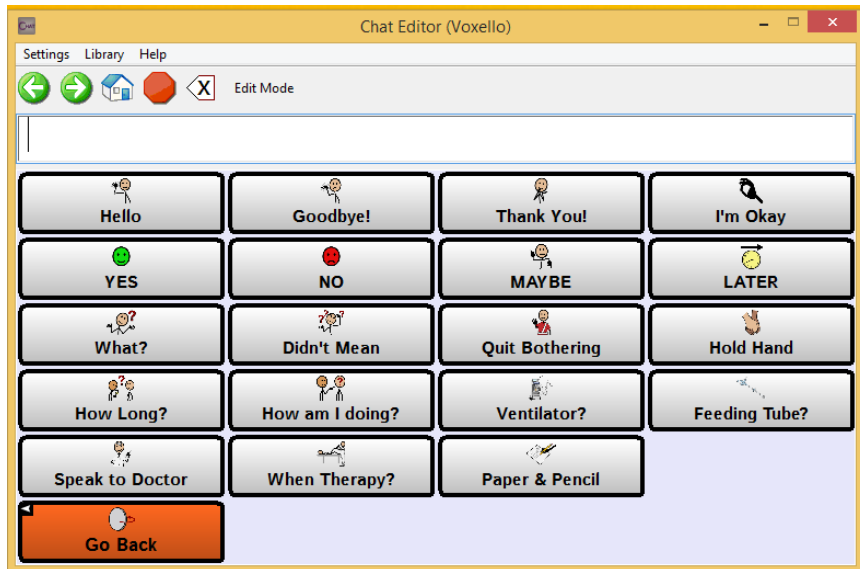 Chat Editor (Voxello)
Settings Library Help
X Edit Mode
Hello Goodbye! Thank You! I'm Okay
YES NO MAYBE LATER
What? Didn't Mean Quit Bothering Hold Hand
How Long? How am I doing? Ventilator? Feeding Tube?
Speak to Doctor When Therapy? Paper & Pencil
Go Back